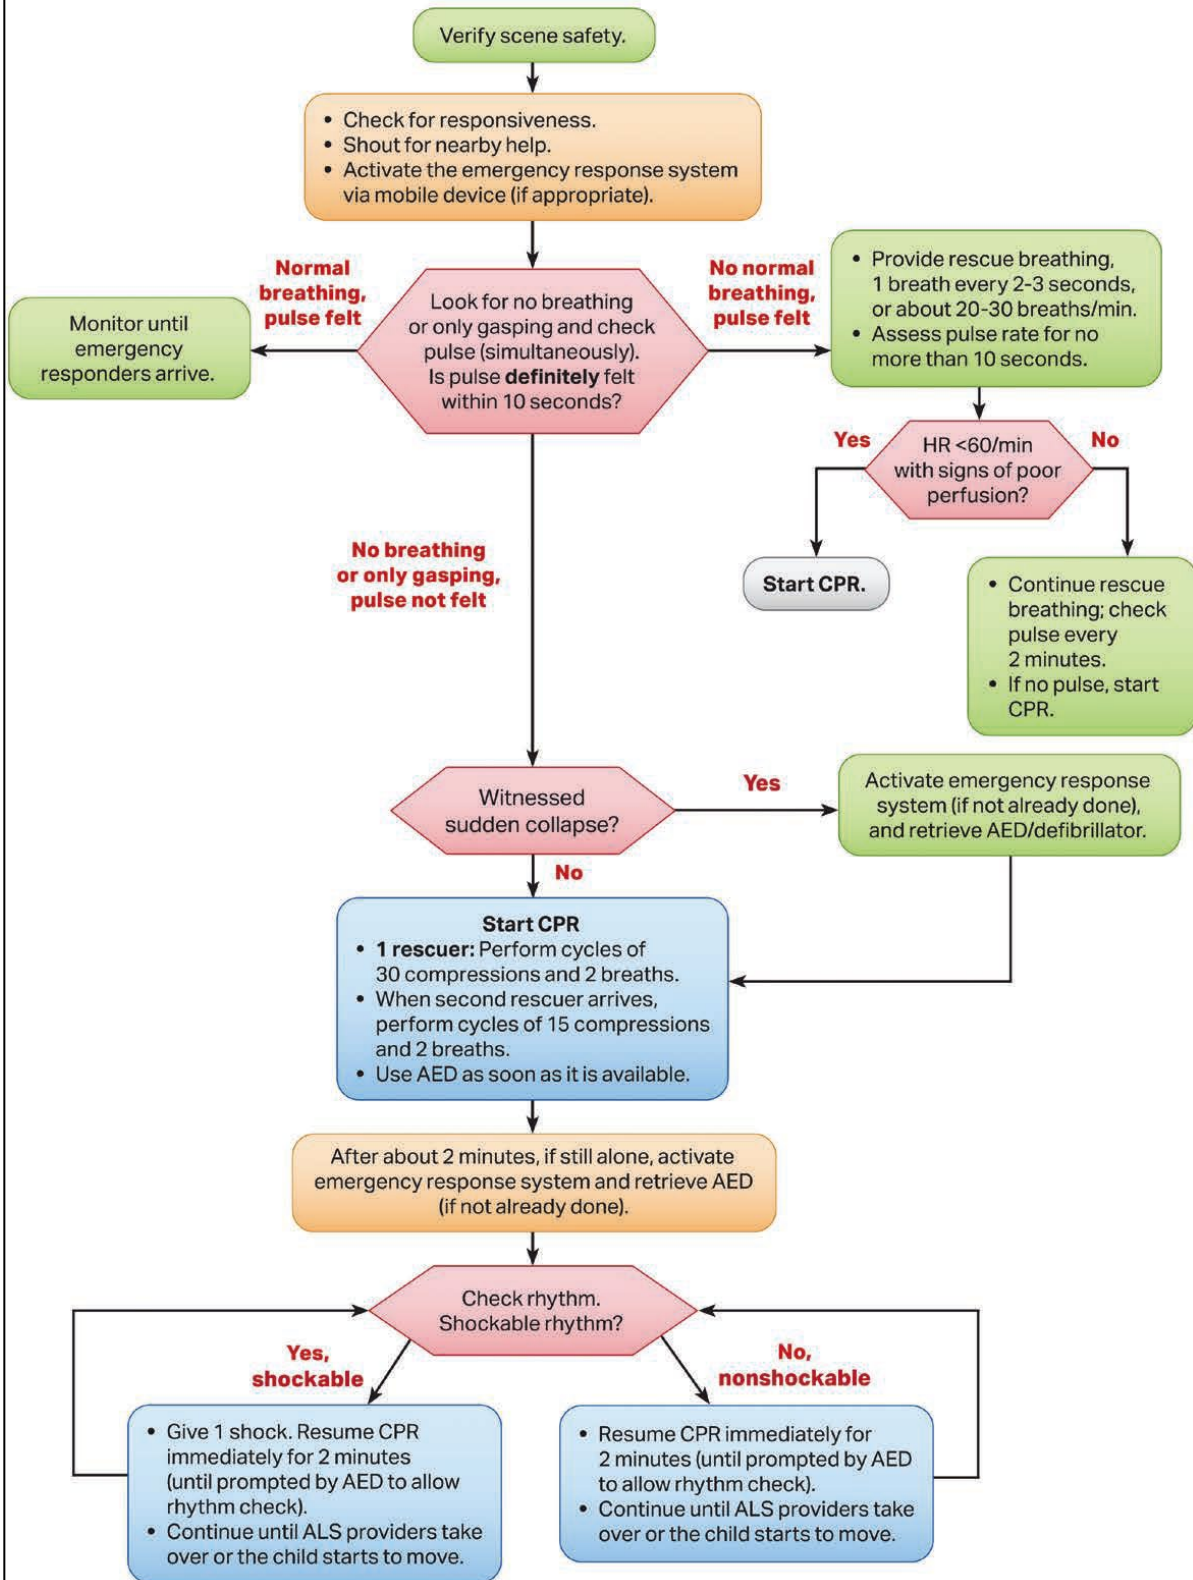 Verify scene safety.
• Check for responsiveness.
• Shout for nearby help.
• Activate the emergency response system
via mobile device (if appropriate).
Normal
breathing,
pulse felt
No normal
breathing,
pulse felt
Monitor until
emergency
responders arrive.
Look for no breathing
or only gasping and check
pulse (simultaneously).
Is pulse definitely felt
within 10 seconds?
• Provide rescue breathing,
1 breath every 2-3 seconds,
or about 20-30 breaths/min.
• Assess pulse rate for no
more than 10 seconds.
Yes
HR <60/min
with signs of poor
perfusion?
No
Start CPR.
• Continue rescue
breathing; check
pulse every
2 minutes.
• If no pulse, start
CPR.
No breathing
or only gasping,
pulse not felt
Witnessed
sudden collapse?
Yes
Activate emergency response
system (if not already done),
and retrieve AED/defibrillator.
No
Start CPR
• 1 rescuer: Perform cycles of
30 compressions and 2 breaths.
• When second rescuer arrives,
perform cycles of 15 compressions
and 2 breaths.
• Use AED as soon as it is available.
After about 2 minutes, if still alone, activate
emergency response system and retrieve AED
(if not already done).
Check rhythm.
Shockable rhythm?
Yes,
shockable
No,
nonshockable
• Give 1 shock. Resume CPR
immediately for 2 minutes
(until prompted by AED to allow
rhythm check).
• Continue until ALS providers take
over or the child starts to move.
• Resume CPR immediately for
2 minutes (until prompted by AED
to allow rhythm check).
• Continue until ALS providers take
over or the child starts to move.